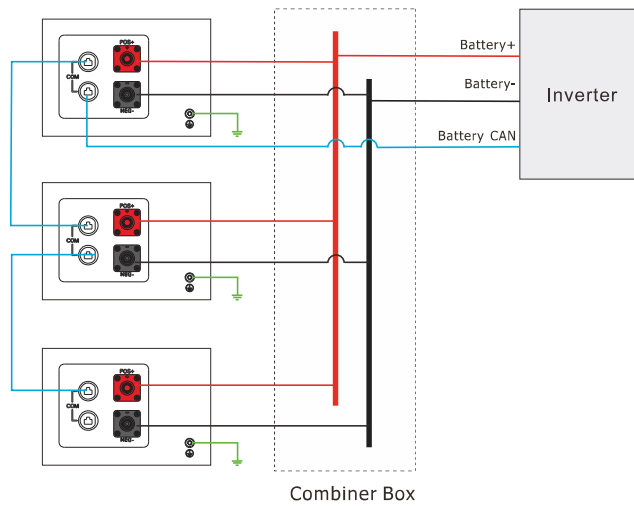 POS+
COM
NEG-
Battery+
Battery-
Battery CAN
Inverter
POS+
COM
NEG-
POS+
COM
NEG-
Combiner Box